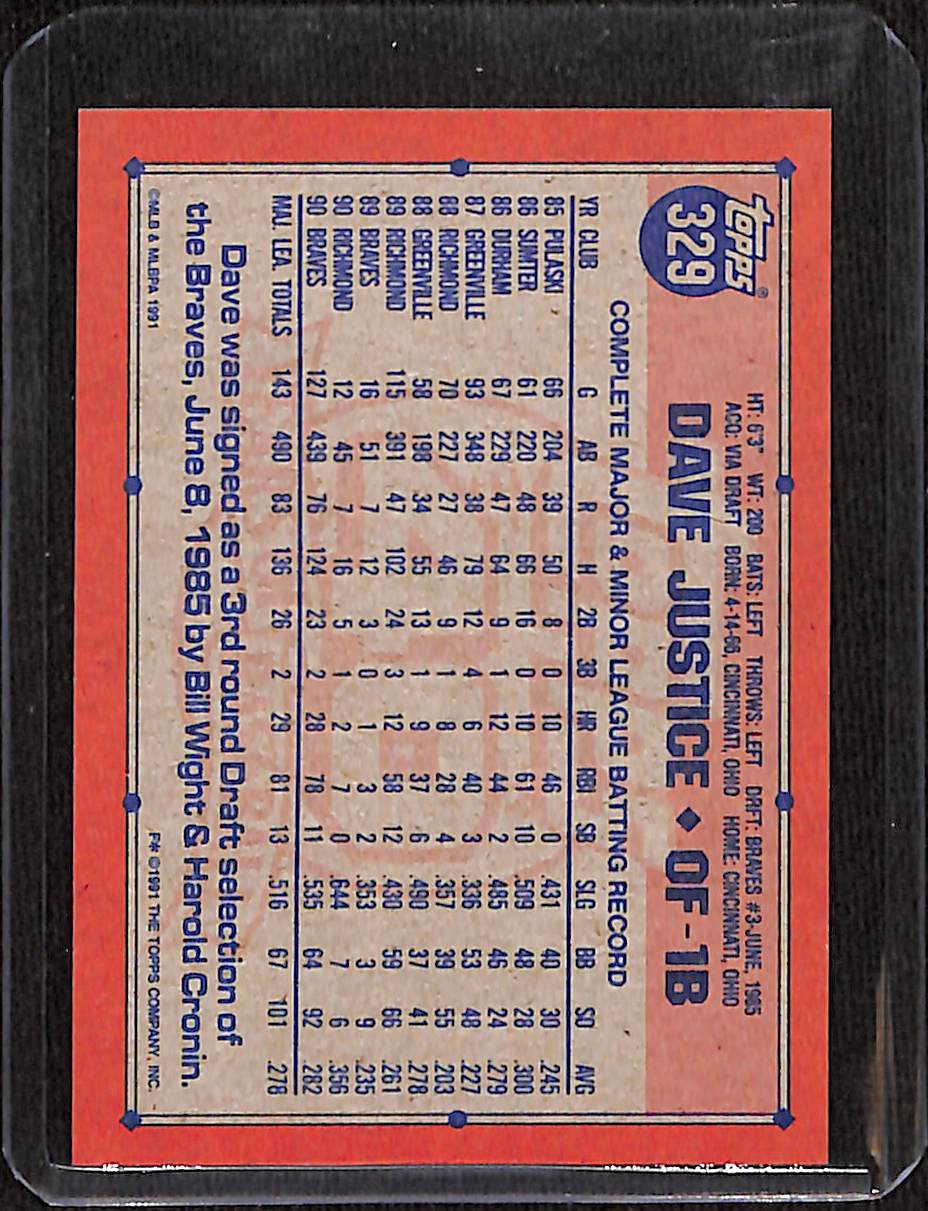 TOPPS®
329
HT: 6'3" WT: 200 BATS: LEFT THROWS: LEFT DRFT: BRAVES #3-JUNE, 1985
ACQ: VIA DRAFT BORN: 4-14-66, CINCINNATI, OHIO HOME: CINCINNATI, OHIO
DAVE JUSTICE ◆ OF-1B
COMPLETE MAJOR & MINOR LEAGUE BATTING RECORD
YR CLUB G AB R H 2B 3B HR RBI SB SLG BB SO AVG
85 PULASKI 66 204 39 50 8 0 10 46 0 .431 40 30 .245
86 SUMTER 61 220 48 66 16 0 10 61 10 .509 48 28 .300
86 DURHAM 67 229 47 64 9 1 12 44 2 .485 46 24 .279
87 GREENVILLE 93 348 38 79 12 4 6 40 3 .336 53 48 .227
88 RICHMOND 70 227 27 46 9 1 8 28 4 .357 39 55 .203
88 GREENVILLE 58 198 34 55 13 1 9 37 6 .490 37 41 .278
89 RICHMOND 115 391 47 102 24 3 12 58 12 .430 59 66 .261
89 BRAVES 16 51 7 12 3 0 1 3 2 .353 3 9 .235
90 RICHMOND 12 45 7 16 5 1 2 7 0 .644 7 6 .356
90 BRAVES 127 439 76 124 23 2 28 78 11 .535 64 92 .282
MAJ. LEA. TOTALS 143 490 83 136 26 2 29 81 13 .516 67 101 .278
Dave was signed as a 3rd round Draft selection of
the Braves, June 8, 1985 by Bill Wight & Harold Cronin.
©MLB & MLBPA 1991 F* ©1991 THE TOPPS COMPANY, INC.